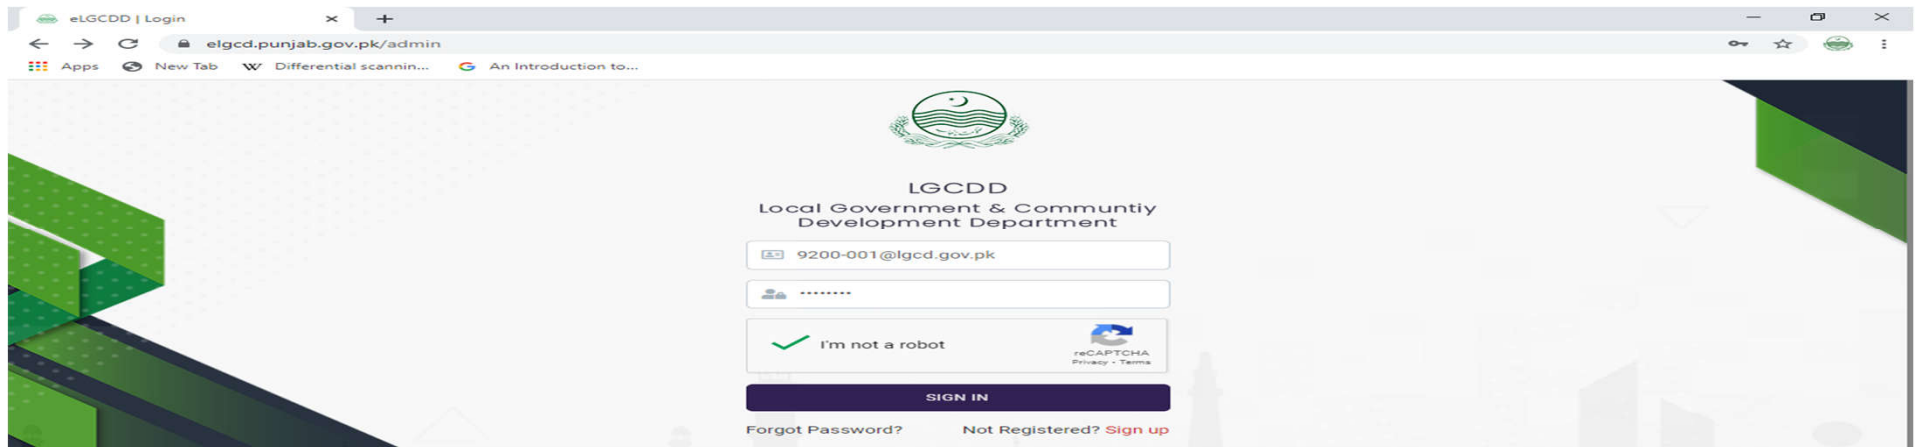 eLGCDD | Login
elgcd.punjab.gov.pk/admin
Apps New Tab W Differential scannin... G An Introduction to...
LGCDD
Local Government & Communtiy
Development Department
9200-001@lgcd.gov.pk
........
I'm not a robot
reCAPTCHA
Privacy - Terms
SIGN IN
Forgot Password? Not Registered? Sign up